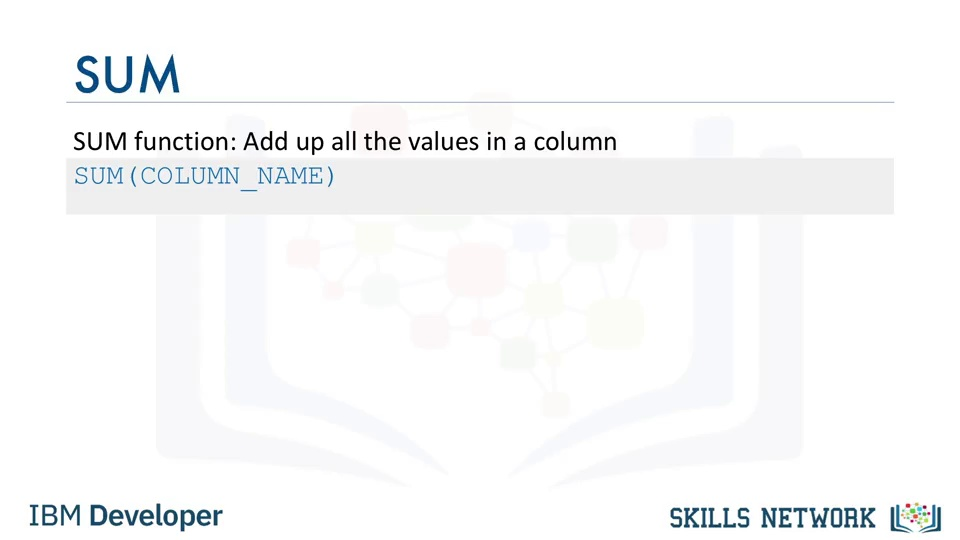 SUM
SUM function: Add up all the values in a column
SUM(COLUMN_NAME)
IBM Developer
SKILLS NETWORK